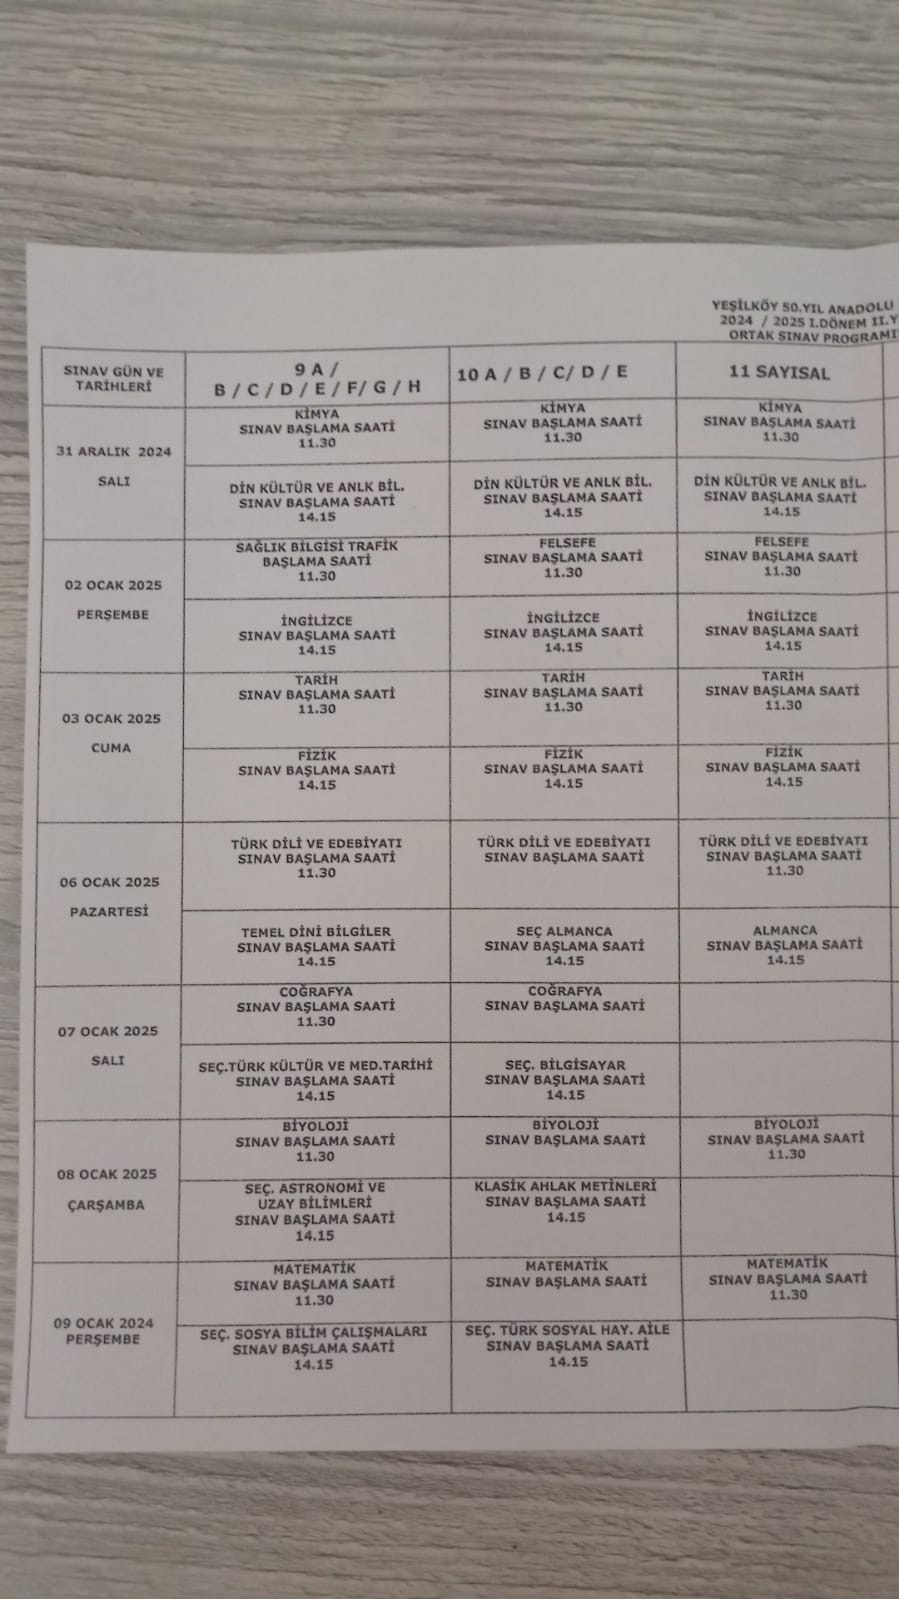 YEŞİLKÖY 50.YIL ANADOLU
2024 / 2025 I.DÖNEM II.Y
ORTAK SINAV PROGRAMI
SINAV GÜN VE
TARİHLERİ
9 A /
B / C / D / E / F/ G / H
10 A / B / C/ D / E
11 SAYISAL
31 ARALIK 2024
SALI
KİMYA
SINAV BAŞLAMA SAATİ
11.30
KİMYA
SINAV BAŞLAMA SAATİ
11.30
KİMYA
SINAV BAŞLAMA SAATİ
11.30
DİN KÜLTÜR VE ANLK BİL.
SINAV BAŞLAMA SAATİ
14.15
DİN KÜLTÜR VE ANLK BİL.
SINAV BAŞLAMA SAATİ
14.15
DİN KÜLTÜR VE ANLK BİL.
SINAV BAŞLAMA SAATİ
14.15
02 OCAK 2025
PERŞEMBE
SAĞLIK BİLGİSİ TRAFİK
BAŞLAMA SAATİ
11.30
FELSEFE
SINAV BAŞLAMA SAATİ
11.30
FELSEFE
SINAV BAŞLAMA SAATİ
11.30
İNGİLİZCE
SINAV BAŞLAMA SAATİ
14.15
İNGİLİZCE
SINAV BAŞLAMA SAATİ
14.15
İNGİLİZCE
SINAV BAŞLAMA SAATİ
14.15
03 OCAK 2025
CUMA
TARİH
SINAV BAŞLAMA SAATİ
11.30
TARİH
SINAV BAŞLAMA SAATİ
11.30
TARİH
SINAV BAŞLAMA SAATİ
11.30
FİZİK
SINAV BAŞLAMA SAATİ
14.15
FİZİK
SINAV BAŞLAMA SAATİ
14.15
FİZİK
SINAV BAŞLAMA SAATİ
14.15
06 OCAK 2025
PAZARTESİ
TÜRK DİLİ VE EDEBİYATI
SINAV BAŞLAMA SAATİ
11.30
TÜRK DİLİ VE EDEBİYATI
SINAV BAŞLAMA SAATİ
TÜRK DİLİ VE EDEBİYATI
SINAV BAŞLAMA SAATİ
11.30
TEMEL DİNİ BİLGİLER
SINAV BAŞLAMA SAATİ
14.15
SEÇ ALMANCA
SINAV BAŞLAMA SAATİ
14.15
ALMANCA
SINAV BAŞLAMA SAATİ
14.15
07 OCAK 2025
SALI
COĞRAFYA
SINAV BAŞLAMA SAATİ
11.30
COĞRAFYA
SINAV BAŞLAMA SAATİ
SEÇ.TÜRK KÜLTÜR VE MED.TARİHİ
SINAV BAŞLAMA SAATİ
14.15
SEÇ. BİLGİSAYAR
SINAV BAŞLAMA SAATİ
14.15
08 OCAK 2025
ÇARŞAMBA
BİYOLOJİ
SINAV BAŞLAMA SAATİ
11.30
BİYOLOJİ
SINAV BAŞLAMA SAATİ
BİYOLOJİ
SINAV BAŞLAMA SAATİ
11.30
SEÇ. ASTRONOMİ VE
UZAY BİLİMLERİ
SINAV BAŞLAMA SAATİ
14.15
KLASİK AHLAK METİNLERİ
SINAV BAŞLAMA SAATİ
14.15
09 OCAK 2024
PERŞEMBE
MATEMATİK
SINAV BAŞLAMA SAATİ
11.30
MATEMATİK
SINAV BAŞLAMA SAATİ
MATEMATİK
SINAV BAŞLAMA SAATİ
11.30
SEÇ. SOSYA BİLİM ÇALIŞMALARI
SINAV BAŞLAMA SAATİ
14.15
SEÇ. TÜRK SOSYAL HAY. AİLE
SINAV BAŞLAMA SAATİ
14.15